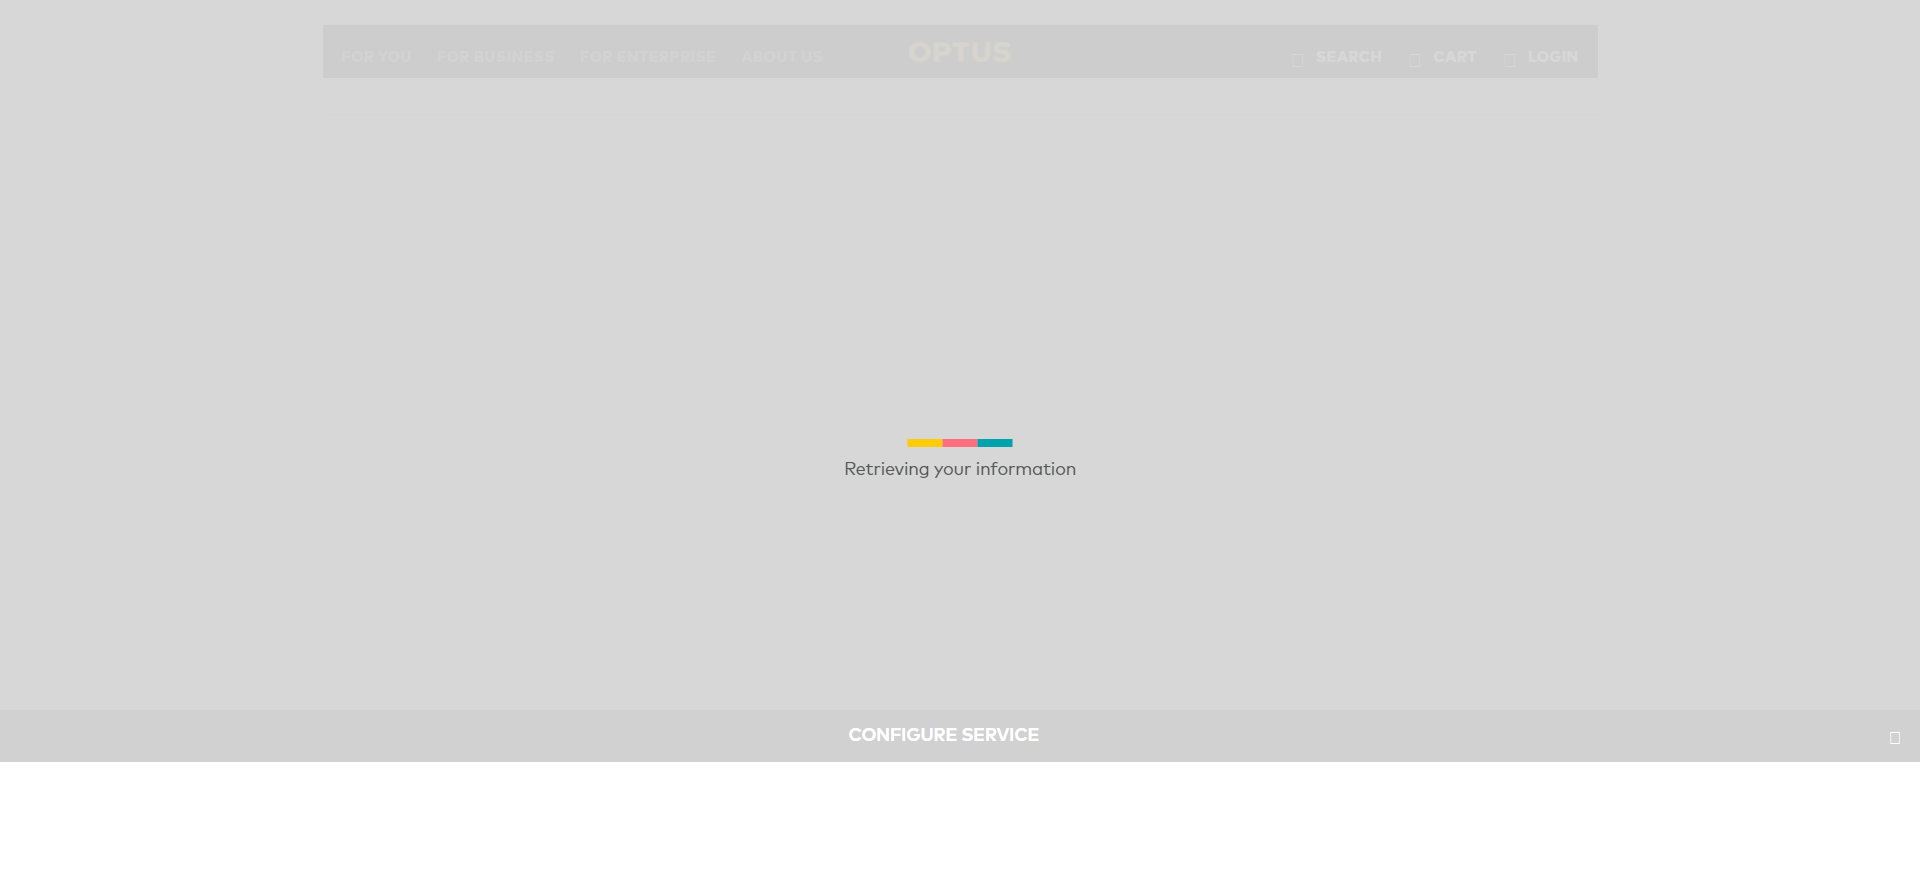 FOR YOU FOR BUSINESS FOR ENTERPRISE ABOUT US OPTUS SEARCH CART LOGIN
Retrieving your information
CONFIGURE SERVICE